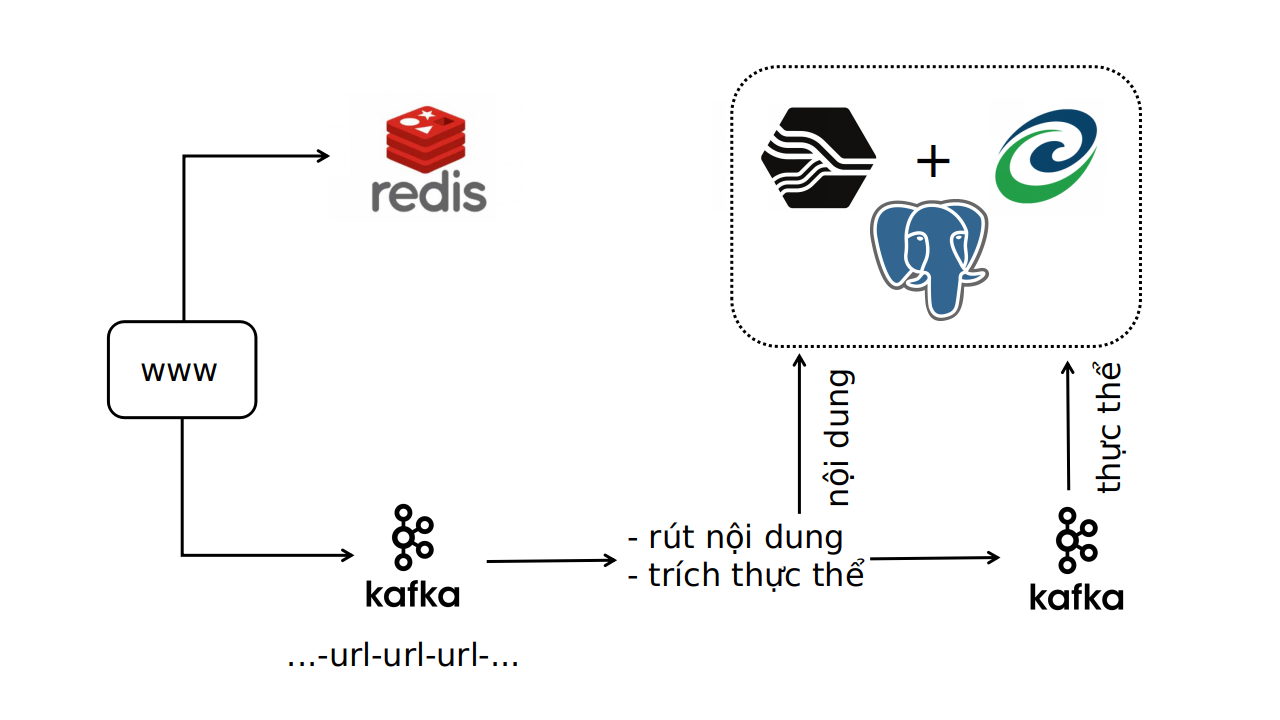 redis
+
www
nội dung
thực thể
- rút nội dung
- trích thực thể
kafka
kafka
...-url-url-url-...